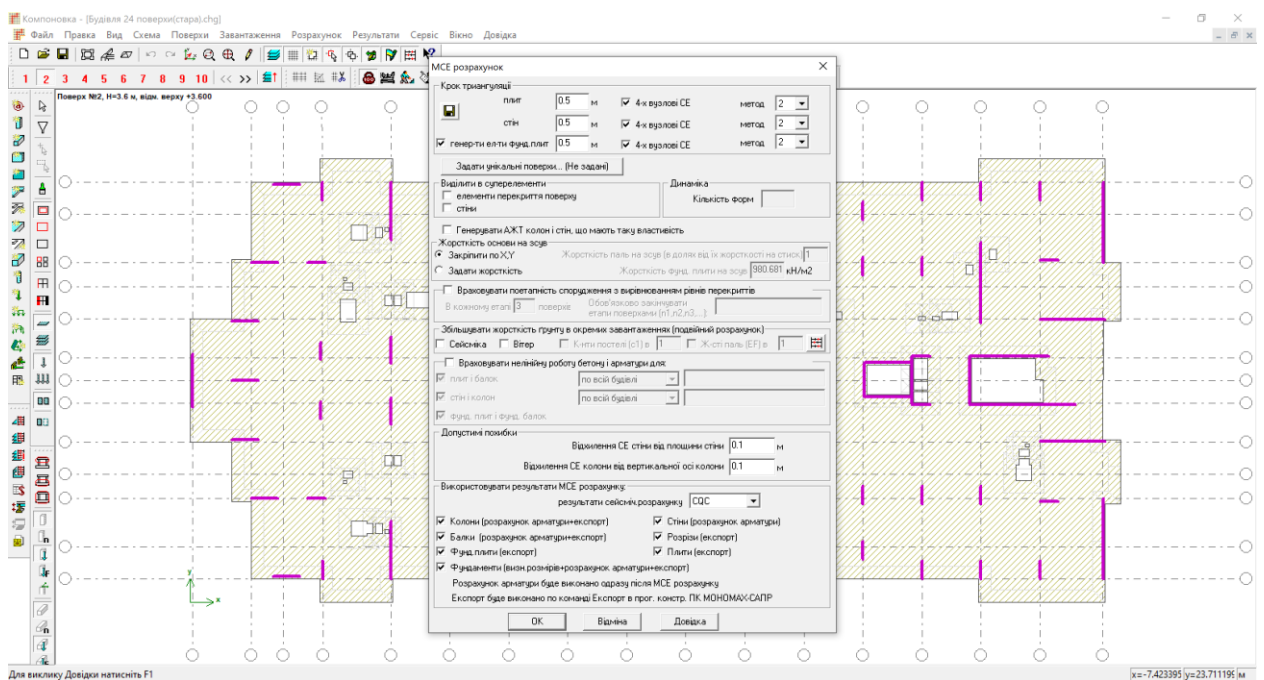 Компоновка - [Будівля 24 поверхи(стара).chg]
Файл Правка Вид Схема Поверхи Завантаження Розрахунок Результати Сервіс Вікно Довідка
1 2 3 4 5 6 7 8 9 10 << >>
Поверх №2, H=3.6 м, відм. верху +3.600
МСЕ розрахунок
Крок триангуляції
плит 0.5 м 4-х вузлові СЕ метод 2
стін 0.5 м 4-х вузлові СЕ метод 2
генер-ти ел-ти фунд.плит 0.5 м 4-х вузлові СЕ метод 2
Задати унікальні поверхи... (Не задані)
Виділити в суперелементи
елементи перекриття поверху
стіни
Динаміка
Кількість форм
Генерувати АЖТ колон і стін, що мають таку властивість
Жорсткість основи на зсув
Закріпити по X,Y Жорсткість паль на зсув (в долях від їх жорсткості на стиск) 1
Задати жорсткість Жорсткість фунд. плити на зсув 980.681 кН/м2
Враховувати поетапність спорудження з вирівнюванням рівнів перекриттів
В кожному етапі 3 поверхів Обов'язково закінчувати
етапи поверхами (n1,n2,n3,...)
Збільшувати жорсткість ґрунту в окремих завантаженнях (подвійний розрахунок)
Сейсміка Вітер К-нти постелі (c1) в 1 Ж-сті паль (EF) в 1
Враховувати нелінійну роботу бетону і арматури для:
плит і балок по всій будівлі
стін і колон по всій будівлі
фунд. плит і фунд. балок
Допустимі похибки
Відхилення СЕ стіни від площини стіни 0.1 м
Відхилення СЕ колони від вертикальної осі колони 0.1 м
Використовувати результати МСЕ розрахунку:
результати сейсміч.розрахунку CQC
Колони (розрахунок арматури+експорт) Стіни (розрахунок арматури)
Балки (розрахунок арматури+експорт) Розрізи (експорт)
Фунд.плити (експорт) Плити (експорт)
Фундаменти (визн.розмірів+розрахунок арматури+експорт)
Розрахунок арматури буде виконано одразу після МСЕ розрахунку
Експорт буде виконано по команді Експорт в прог. констр. ПК МОНОМАХ-САПР
ОК Відміна Довідка
y
x
Для виклику Довідки натисніть F1 x=-7.423395 y=23.711195 м